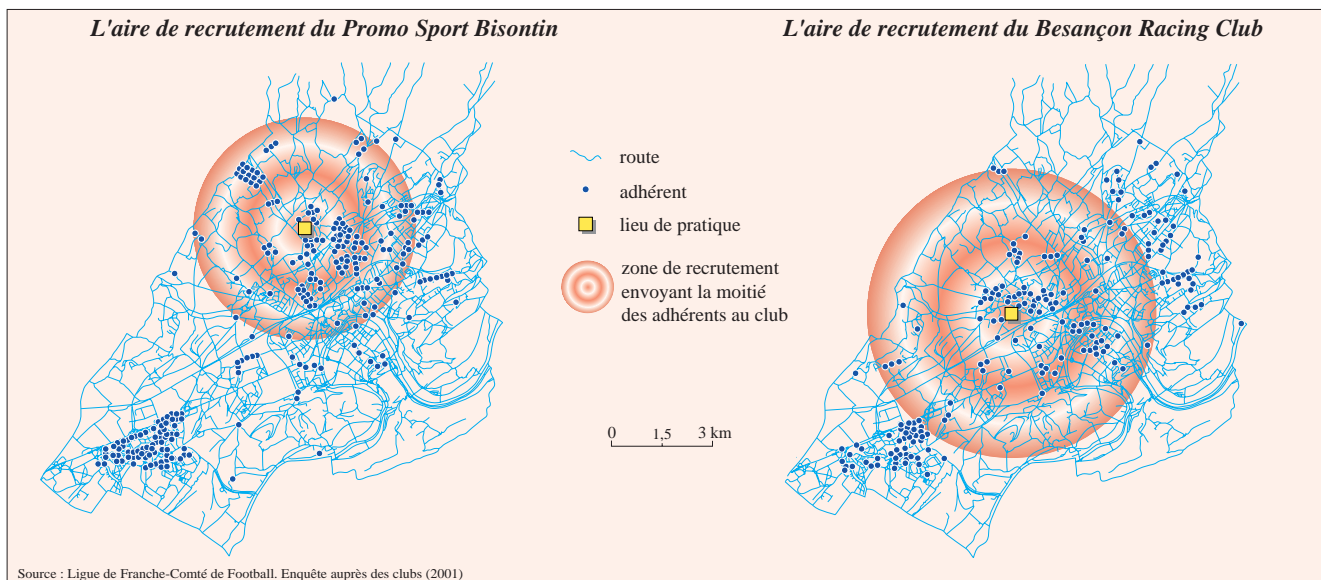 L'aire de recrutement du Promo Sport Bisontin
L'aire de recrutement du Besançon Racing Club
route
adhérent
lieu de pratique
zone de recrutement
envoyant la moitié
des adhérents au club
0 1,5 3 km
Source : Ligue de Franche-Comté de Football. Enquête auprès des clubs (2001)